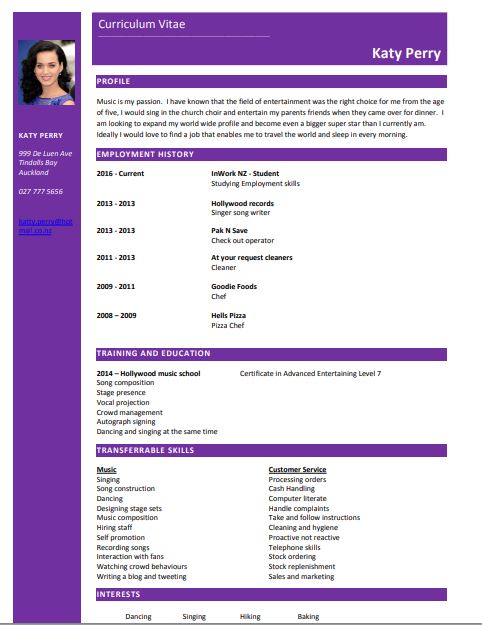 Curriculum Vitae
Katy Perry
KATY PERRY
999 De Luen Ave
Tindalls Bay
Auckland
027 777 5656
katty.perry@hot
mail.co.nz
PROFILE
Music is my passion. I have known that the field of entertainment was the right choice for me from the age
of five, I would sing in the church choir and entertain my parents friends when they came over for dinner. I
am looking to expand my world wide profile and become even a bigger super star than I currently am.
Ideally I would love to find a job that enables me to travel the world and sleep in every morning.
EMPLOYMENT HISTORY
2016 - Current InWork NZ - Student
Studying Employment skills
2013 - 2013 Hollywood records
Singer song writer
2013 - 2013 Pak N Save
Check out operator
2011 - 2013 At your request cleaners
Cleaner
2009 - 2011 Goodie Foods
Chef
2008 – 2009 Hells Pizza
Pizza Chef
TRAINING AND EDUCATION
2014 – Hollywood music school Certificate in Advanced Entertaining Level 7
Song composition
Stage presence
Vocal projection
Crowd management
Autograph signing
Dancing and singing at the same time
TRANSFERRABLE SKILLS
Music
Singing
Song construction
Dancing
Designing stage sets
Music composition
Hiring staff
Self promotion
Recording songs
Interaction with fans
Watching crowd behaviours
Writing a blog and tweeting
Customer Service
Processing orders
Cash Handling
Computer literate
Handle complaints
Take and follow instructions
Cleaning and hygiene
Proactive not reactive
Telephone skills
Stock ordering
Stock replenishment
Sales and marketing
INTERESTS
Dancing Singing Hiking Baking